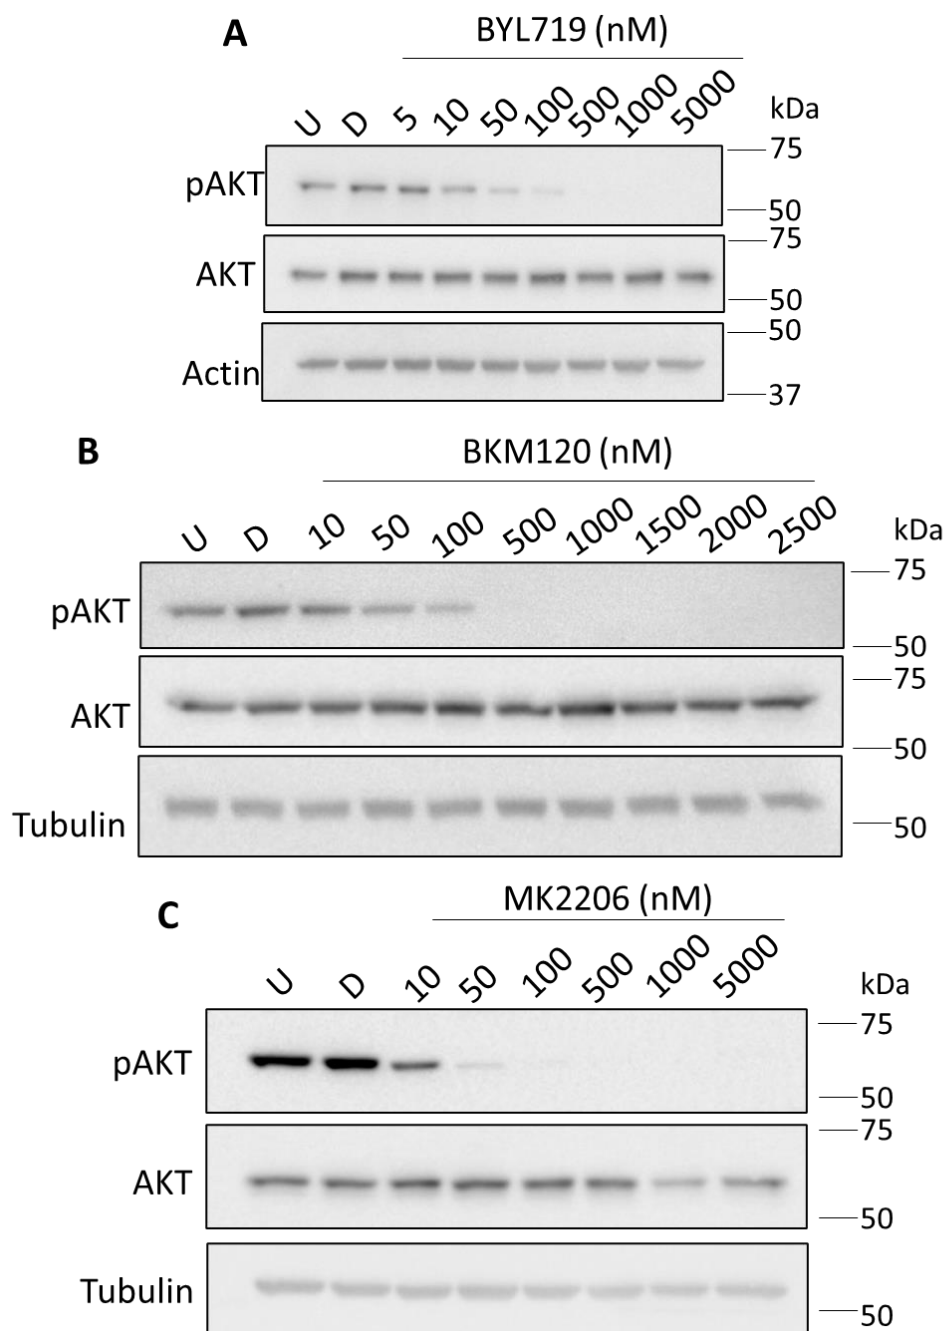 A
BYL719 (nM)
U D 5 10 50 100 500 1000 5000
kDa
75
pAKT
50
75
AKT
50
50
Actin
37
B
BKM120 (nM)
U D 10 50 100 500 1000 1500 2000 2500
kDa
75
pAKT
50
75
AKT
50
Tubulin
50
C
MK2206 (nM)
U D 10 50 100 500 1000 5000
kDa
75
pAKT
50
75
AKT
50
Tubulin
50